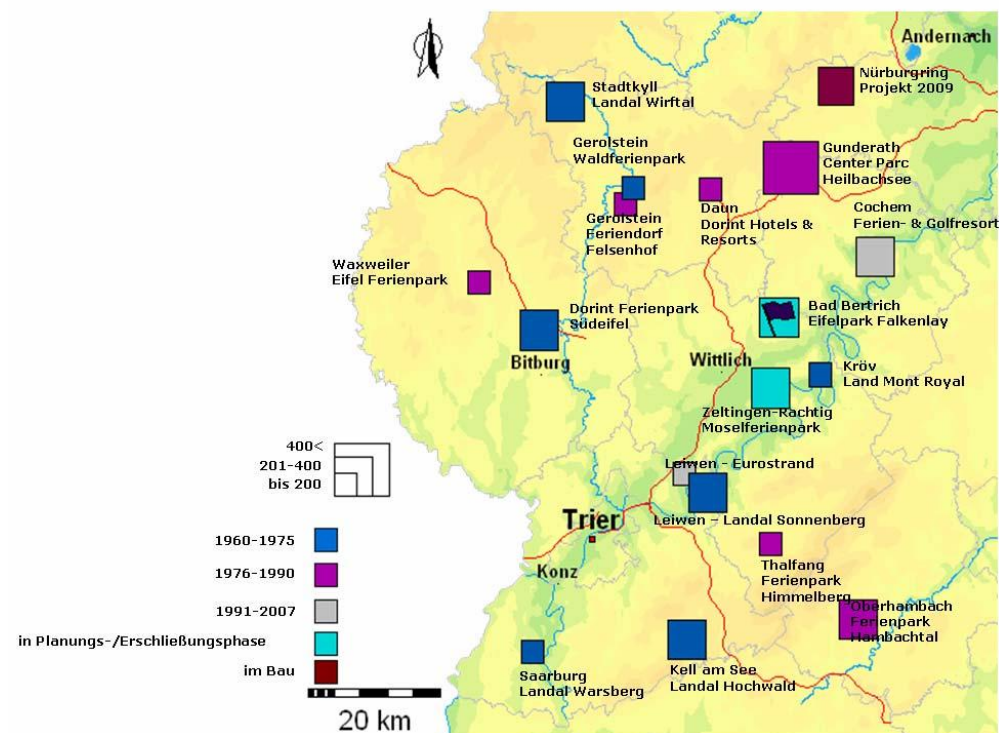 Andernach
Nürburgring
Projekt 2009
Stadtkyll
Landal Wirftal
Gerolstein
Waldferienpark
Gunderath
Center Parc
Heilbachsee
Cochem
Ferien- & Golfresort
Daun
Dorint Hotels &
Resorts
Gerolstein
Feriendorf
Felsenhof
Waxweiler
Eifel Ferienpark
Dorint Ferienpark
Südeifel
Bitburg
Bad Bertrich
Eifelpark Falkenlay
Wittlich
Kröv
Land Mont Royal
Zeltingen-Rachtig
Moselferienpark
400<
201-400
bis 200
Leiwen - Eurostrand
Leiwen - Landal Sonnenberg
Trier
Konz
Thalfang
Ferienpark
Himmelberg
Oberhambach
Ferienpark
Hambachtal
Saarburg
Landal Warsberg
Kell am See
Landal Hochwald
1960-1975
1976-1990
1991-2007
in Planungs-/Erschließungsphase
im Bau
20 km